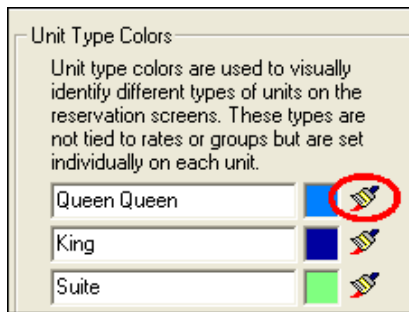 Unit Type Colors
Unit type colors are used to visually
identify different types of units on the
reservation screens. These types are
not tied to rates or groups but are set
individually on each unit.
Queen Queen
King
Suite